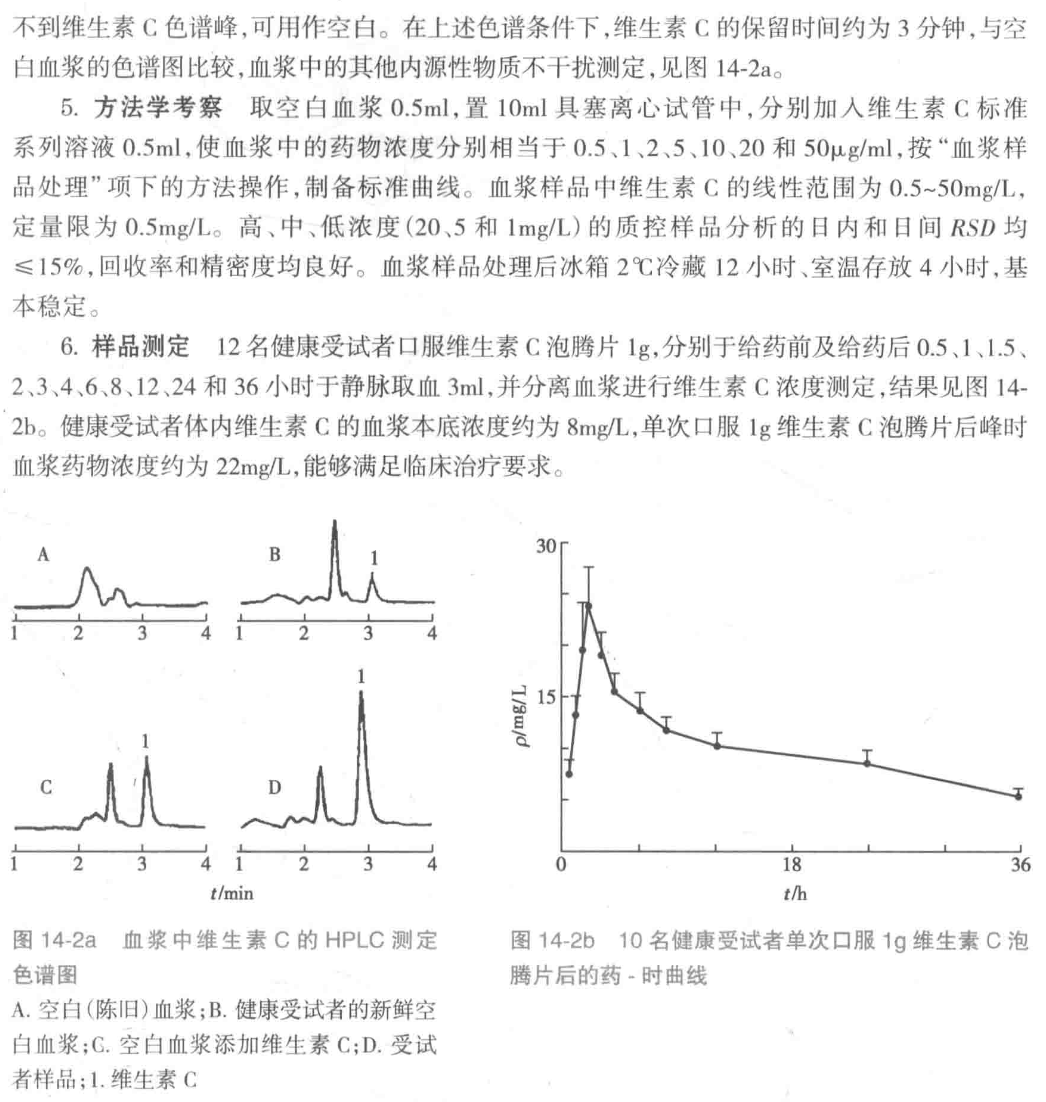 不到维生素 C 色谱峰,可用作空白。在上述色谱条件下,维生素 C 的保留时间约为 3 分钟,与空
白血浆的色谱图比较,血浆中的其他内源性物质不干扰测定,见图 14-2a。
5. 方法学考察 取空白血浆 0.5ml,置 10ml 具塞离心试管中,分别加入维生素 C 标准
系列溶液 0.5ml,使血浆中的药物浓度分别相当于 0.5、1、2、5、10、20 和 50μg/ml,按“血浆样
品处理”项下的方法操作,制备标准曲线。血浆样品中维生素 C 的线性范围为 0.5~50mg/L,
定量限为 0.5mg/L。高、中、低浓度(20、5 和 1mg/L)的质控样品分析的日内和日间 RSD 均
≤15%,回收率和精密度均良好。血浆样品处理后冰箱 2℃冷藏 12 小时、室温存放 4 小时,基
本稳定。
6. 样品测定 12 名健康受试者口服维生素 C 泡腾片 1g,分别于给药前及给药后 0.5、1、1.5、
2、3、4、6、8、12、24 和 36 小时于静脉取血 3ml,并分离血浆进行维生素 C 浓度测定,结果见图 14-
2b。健康受试者体内维生素 C 的血浆本底浓度约为 8mg/L,单次口服 1g 维生素 C 泡腾片后峰时
血浆药物浓度约为 22mg/L,能够满足临床治疗要求。
A
1 2 3 4
B
1
1 2 3 4
C
1
1 2 3 4
D
1
1 2 3 4
t/min
图 14-2a 血浆中维生素 C 的 HPLC 测定
色谱图
A. 空白(陈旧)血浆;B. 健康受试者的新鲜空
白血浆;C. 空白血浆添加维生素 C;D. 受试
者样品;1. 维生素 C
30
15
ρ/mg/L
0 18 36
t/h
图 14-2b 10 名健康受试者单次口服 1g 维生素 C 泡
腾片后的药 - 时曲线